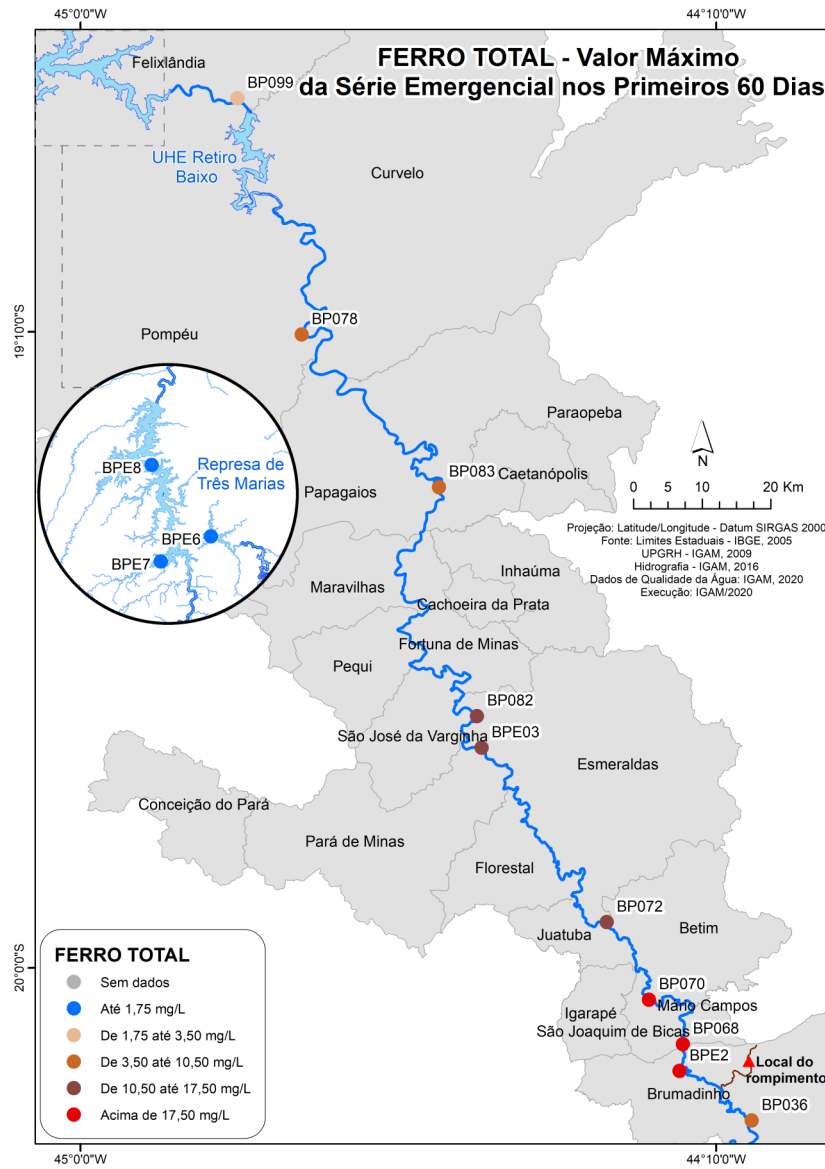 45°0'0"W
44°10'0"W
FERRO TOTAL - Valor Máximo
da Série Emergencial nos Primeiros 60 Dias
Felixlândia
BP099
UHE Retiro
Baixo
Curvelo
BP078
19°10'0"S
Pompéu
Paraopeba
BP083
Caetanópolis
Papagaios
N
0 5 10 20 Km
Projeção: Latitude/Longitude - Datum SIRGAS 2000
Fonte: Limites Estaduais - IBGE, 2005
UPGRH - IGAM, 2009
Hidrografia - IGAM, 2016
Dados de Qualidade da Água: IGAM, 2020
Execução: IGAM/2020
BPE8
Represa de
Três Marias
BPE6
BPE7
Inhaúma
Maravilhas
Cachoeira da Prata
Fortuna de Minas
Pequi
BP082
São José da Varginha
BPE03
Esmeraldas
Conceição do Pará
Pará de Minas
Florestal
BP072
Juatuba
Betim
20°0'0"S
BP070
Mário Campos
Igarapé
São Joaquim de Bicas
BP068
BPE2
Local do
rompimento
Brumadinho
BP036
FERRO TOTAL
Sem dados
Até 1,75 mg/L
De 1,75 até 3,50 mg/L
De 3,50 até 10,50 mg/L
De 10,50 até 17,50 mg/L
Acima de 17,50 mg/L
45°0'0"W
44°10'0"W